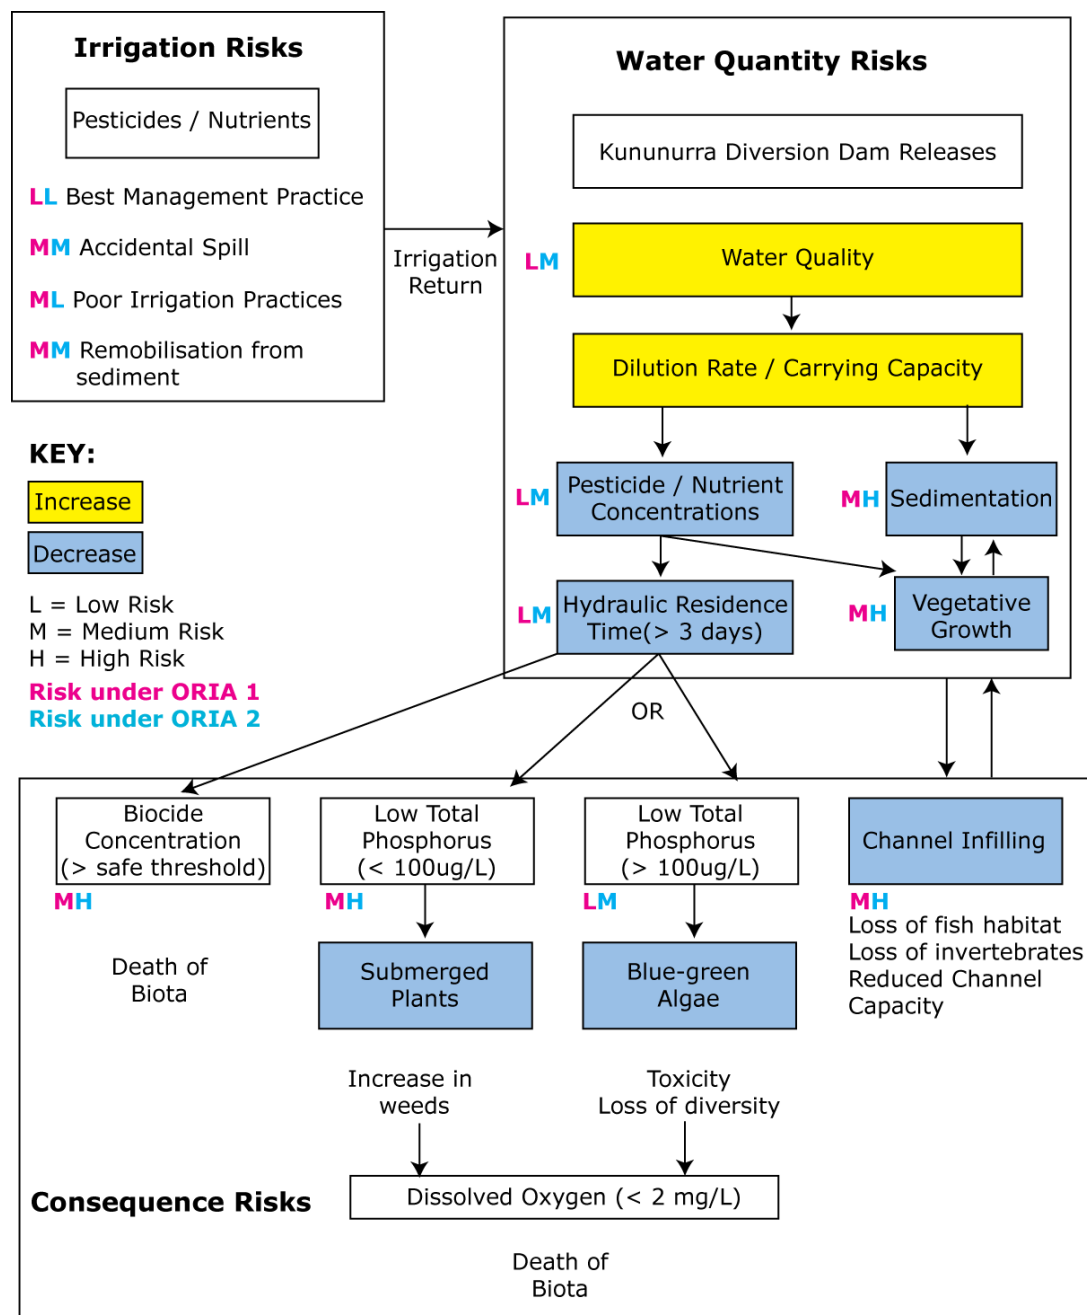 Irrigation Risks
Pesticides / Nutrients
LL Best Management Practice
MM Accidental Spill
ML Poor Irrigation Practices
MM Remobilisation from
sediment
Irrigation
Return
Water Quantity Risks
Kununurra Diversion Dam Releases
LM Water Quality
Dilution Rate / Carrying Capacity
LM Pesticide / Nutrient
Concentrations
MH Sedimentation
LM Hydraulic Residence
Time(> 3 days)
MH Vegetative
Growth
KEY:
Increase
Decrease
L = Low Risk
M = Medium Risk
H = High Risk
Risk under ORIA 1
Risk under ORIA 2
OR
Biocide
Concentration
(> safe threshold)
MH
Death of
Biota
Low Total
Phosphorus
(< 100ug/L)
MH
Submerged
Plants
Increase in
weeds
Low Total
Phosphorus
(> 100ug/L)
LM
Blue-green
Algae
Toxicity
Loss of diversity
Channel Infilling
MH
Loss of fish habitat
Loss of invertebrates
Reduced Channel
Capacity
Consequence Risks
Dissolved Oxygen (< 2 mg/L)
Death of
Biota